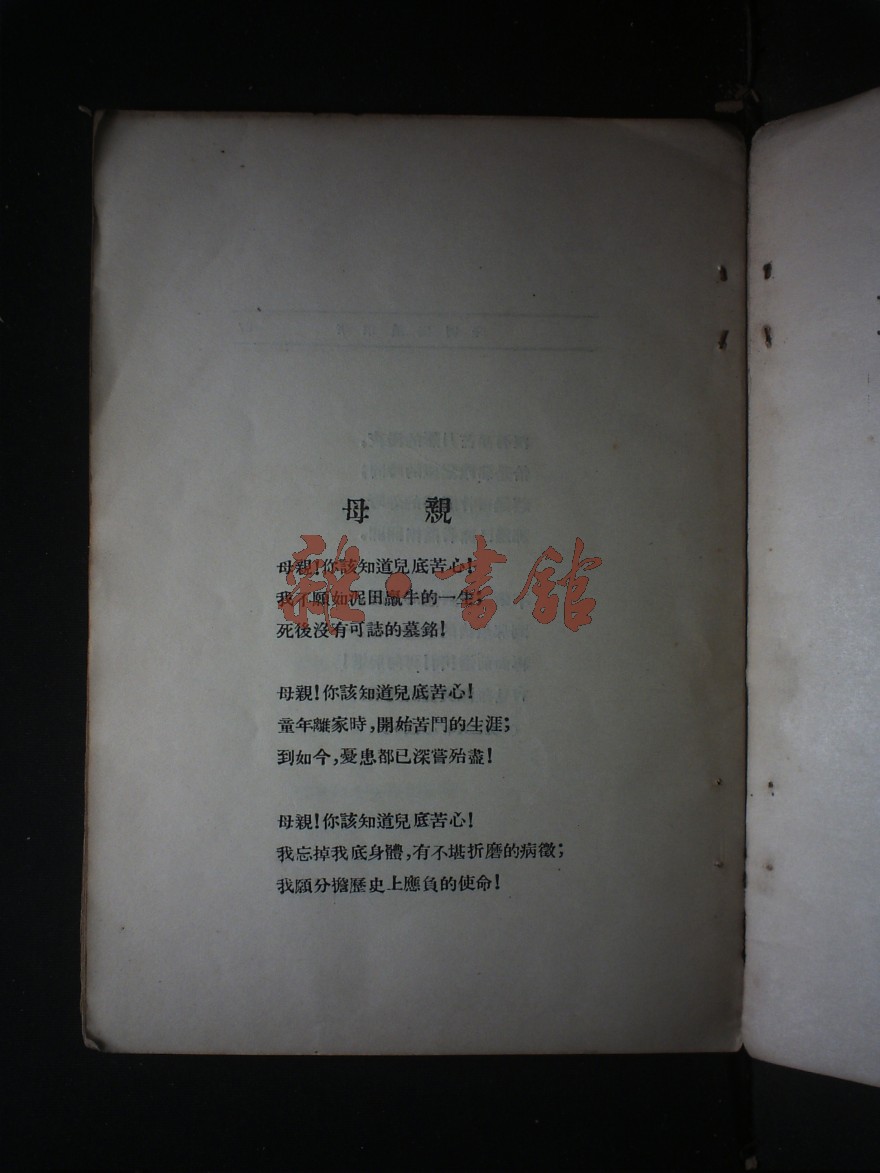 母親
母親!你該知道兒底苦心!
我不願如泥田羸牛的一生;
死後沒有可誌的墓銘!
母親!你該知道兒底苦心!
童年離家時,開始苦鬥的生涯;
到如今,憂患都已深嘗殆盡!
母親!你該知道兒底苦心!
我忘掉我底身體,有不堪折磨的病徵;
我願分擔歷史上應負的使命!
雜·書館